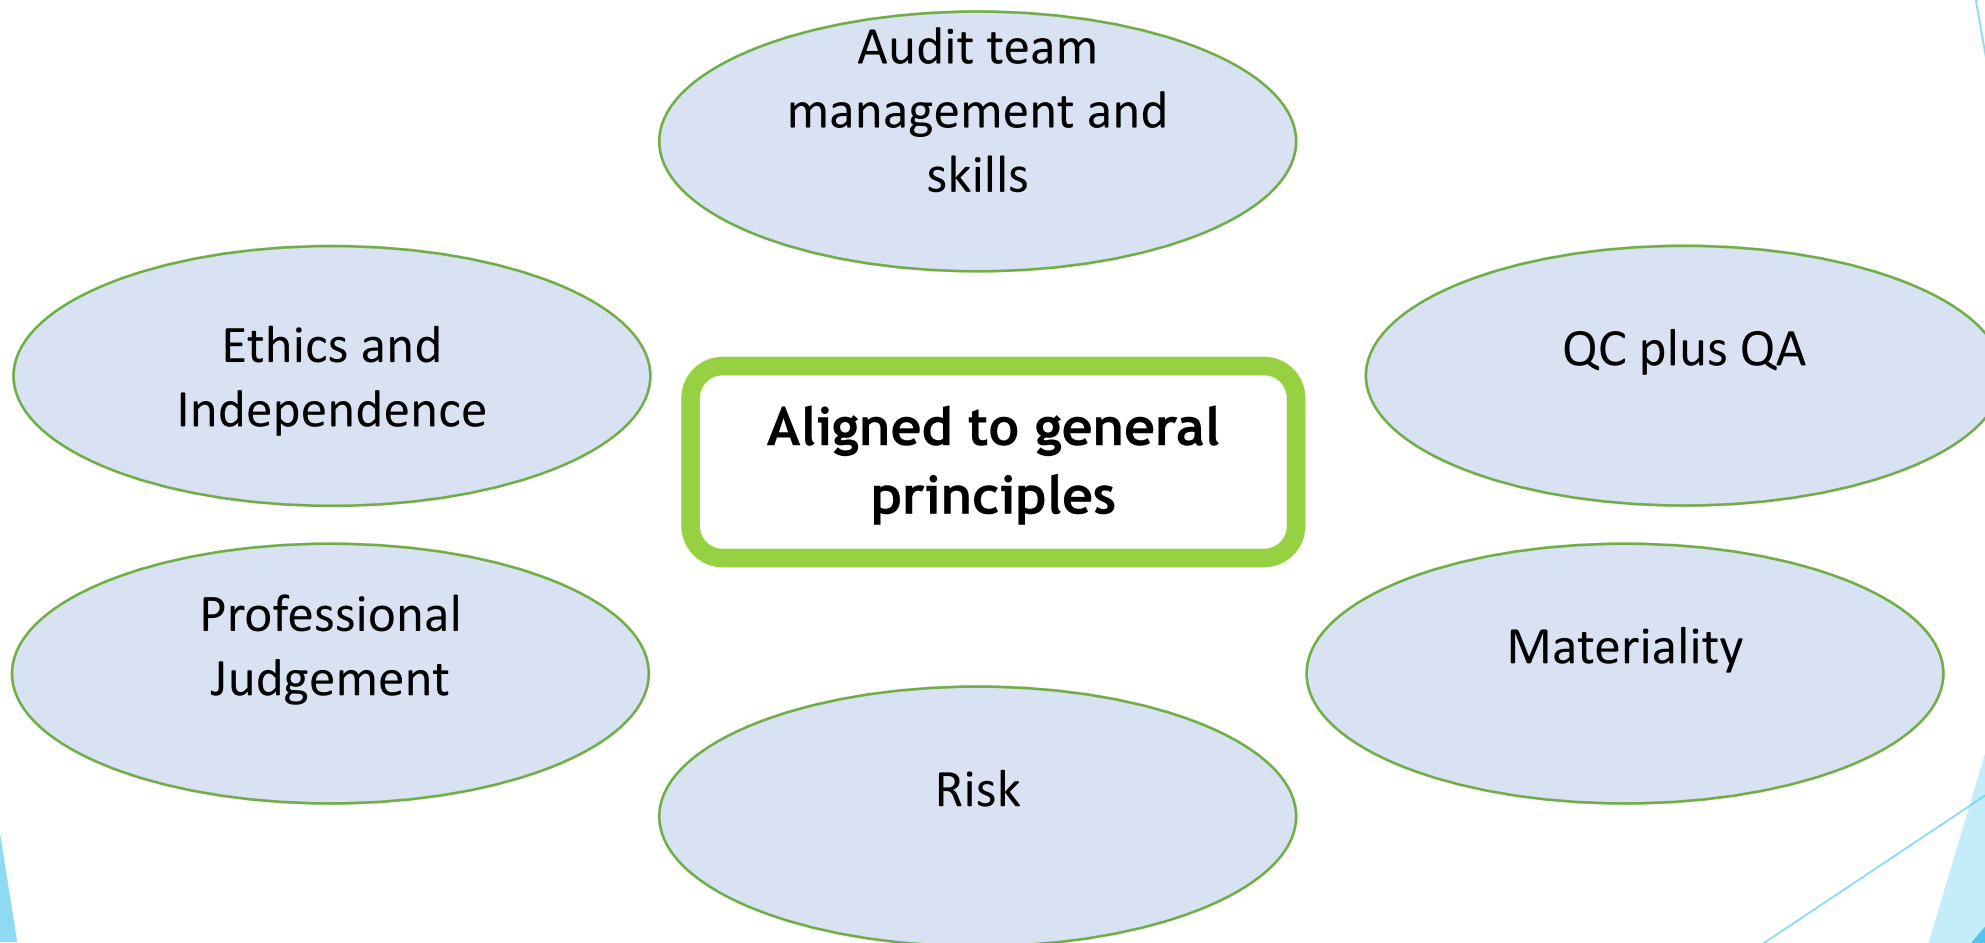 Audit team
management and
skills
Ethics and
Independence
QC plus QA
Aligned to general
principles
Professional
Judgement
Materiality
Risk